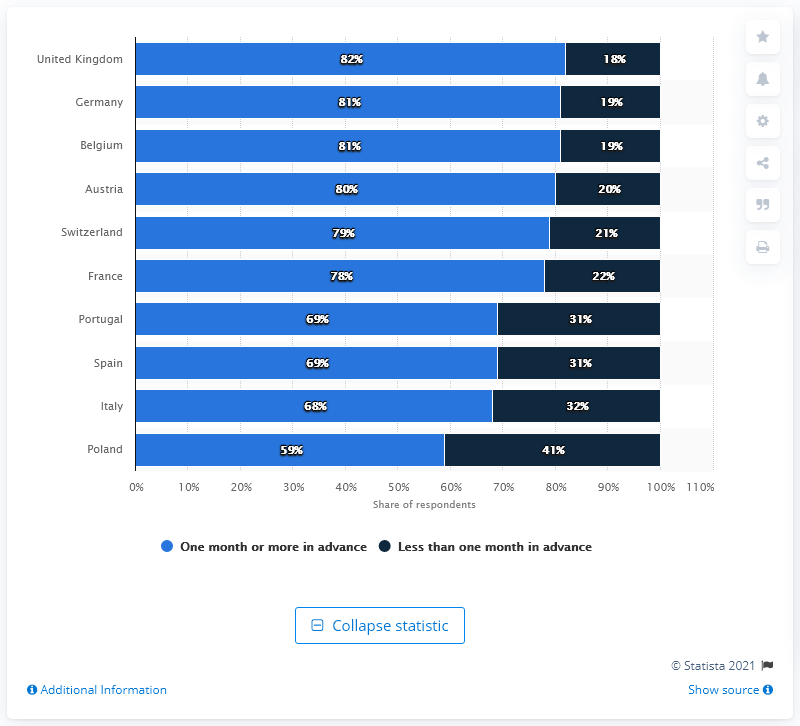 United Kingdom 82% 18%
Germany 81% 19%
Belgium 81% 19%
Austria 80% 20%
Switzerland 79% 21%
France 78% 22%
Portugal 69% 31%
Spain 69% 31%
Italy 68% 32%
Poland 59% 41%
0% 10% 20% 30% 40% 50% 60% 70% 80% 90% 100% 110%
Share of respondents
One month or more in advance Less than one month in advance
Collapse statistic
© Statista 2021
Additional Information Show source